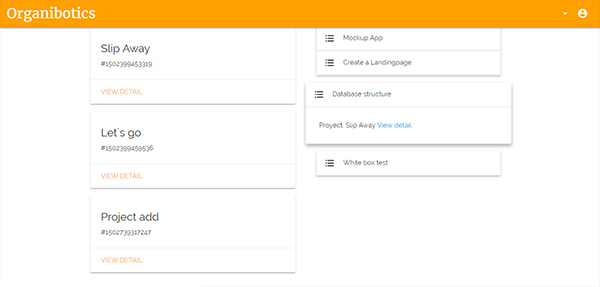 Organibotics
Slip Away
#1502399453319
VIEW DETAIL
Let´s go
#1502399459536
VIEW DETAIL
Project add
#1502739317247
VIEW DETAIL
Mockup App
Create a Landingpage
Database structure
Proyect: Slip Away View detail
White box test